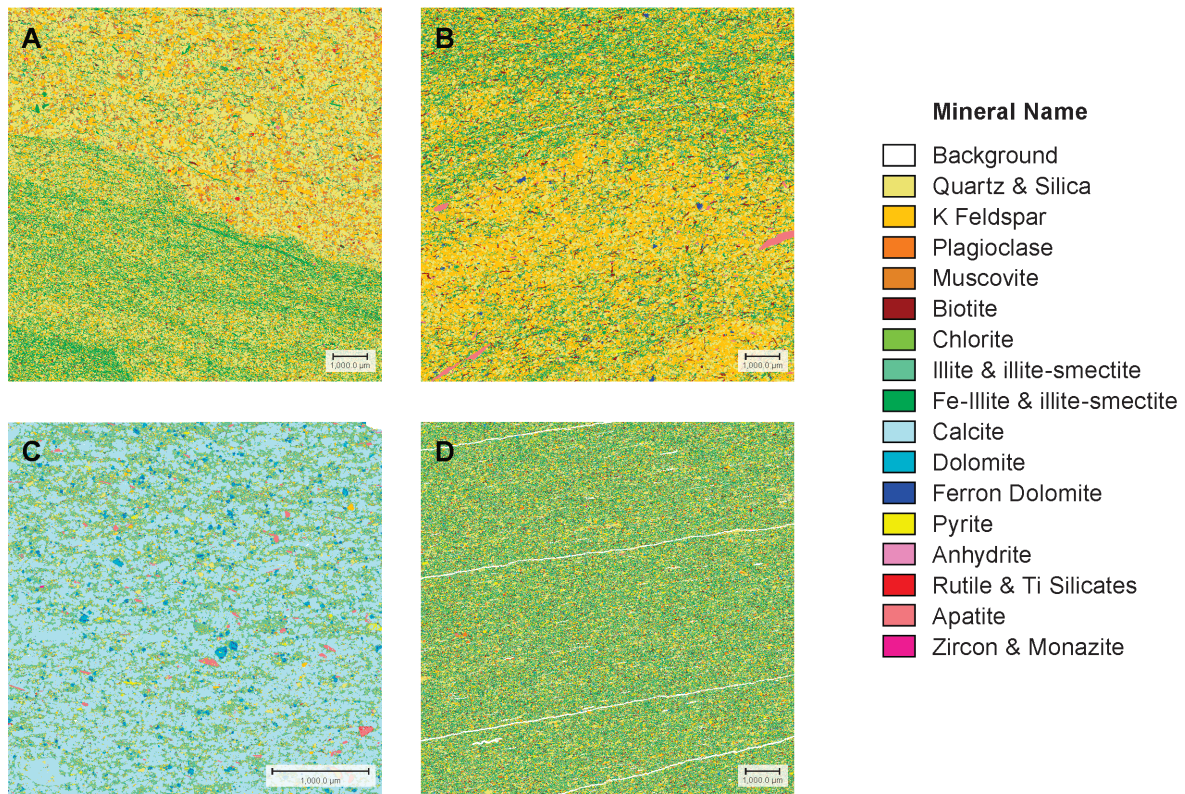 A
B
1,000.0 µm
1,000.0 µm
C
D
1,000.0 µm
1,000.0 µm
Mineral Name
Background
Quartz & Silica
K Feldspar
Plagioclase
Muscovite
Biotite
Chlorite
Illite & illite-smectite
Fe-Illite & illite-smectite
Calcite
Dolomite
Ferron Dolomite
Pyrite
Anhydrite
Rutile & Ti Silicates
Apatite
Zircon & Monazite